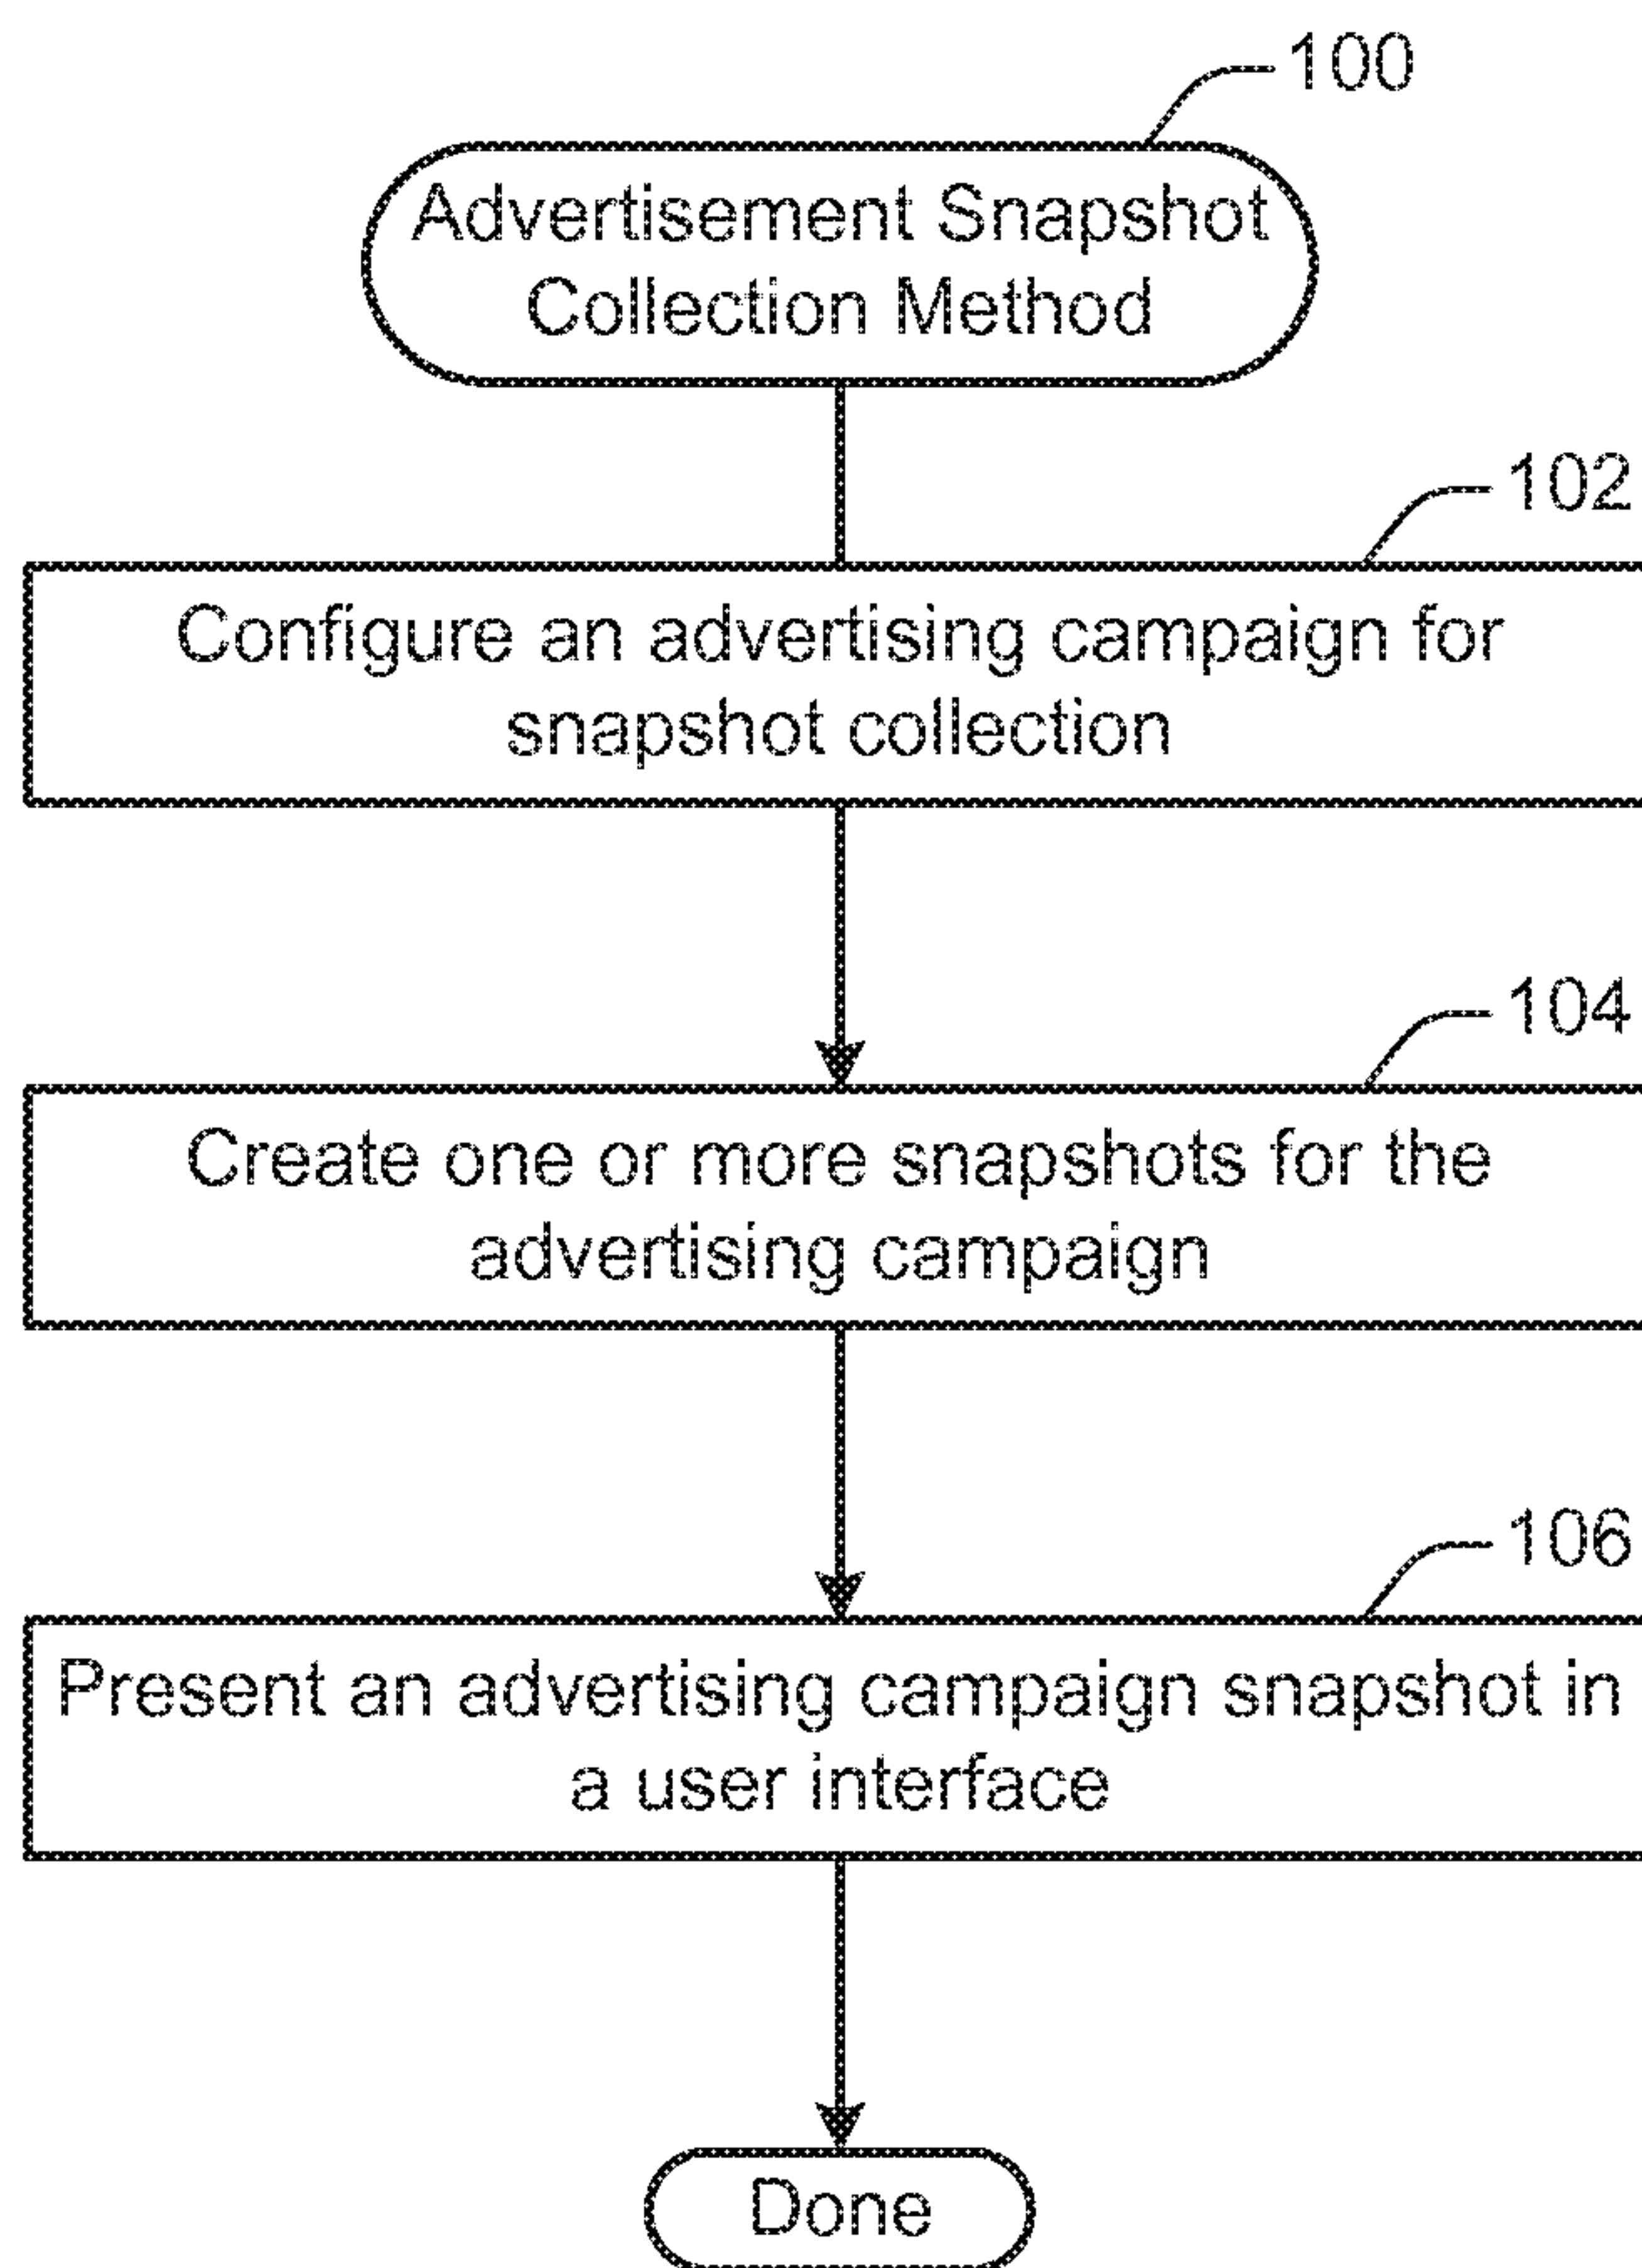 100
Advertisement Snapshot
Collection Method
102
Configure an advertising campaign for
snapshot collection
104
Create one or more snapshots for the
advertising campaign
106
Present an advertising campaign snapshot in
a user interface
Done